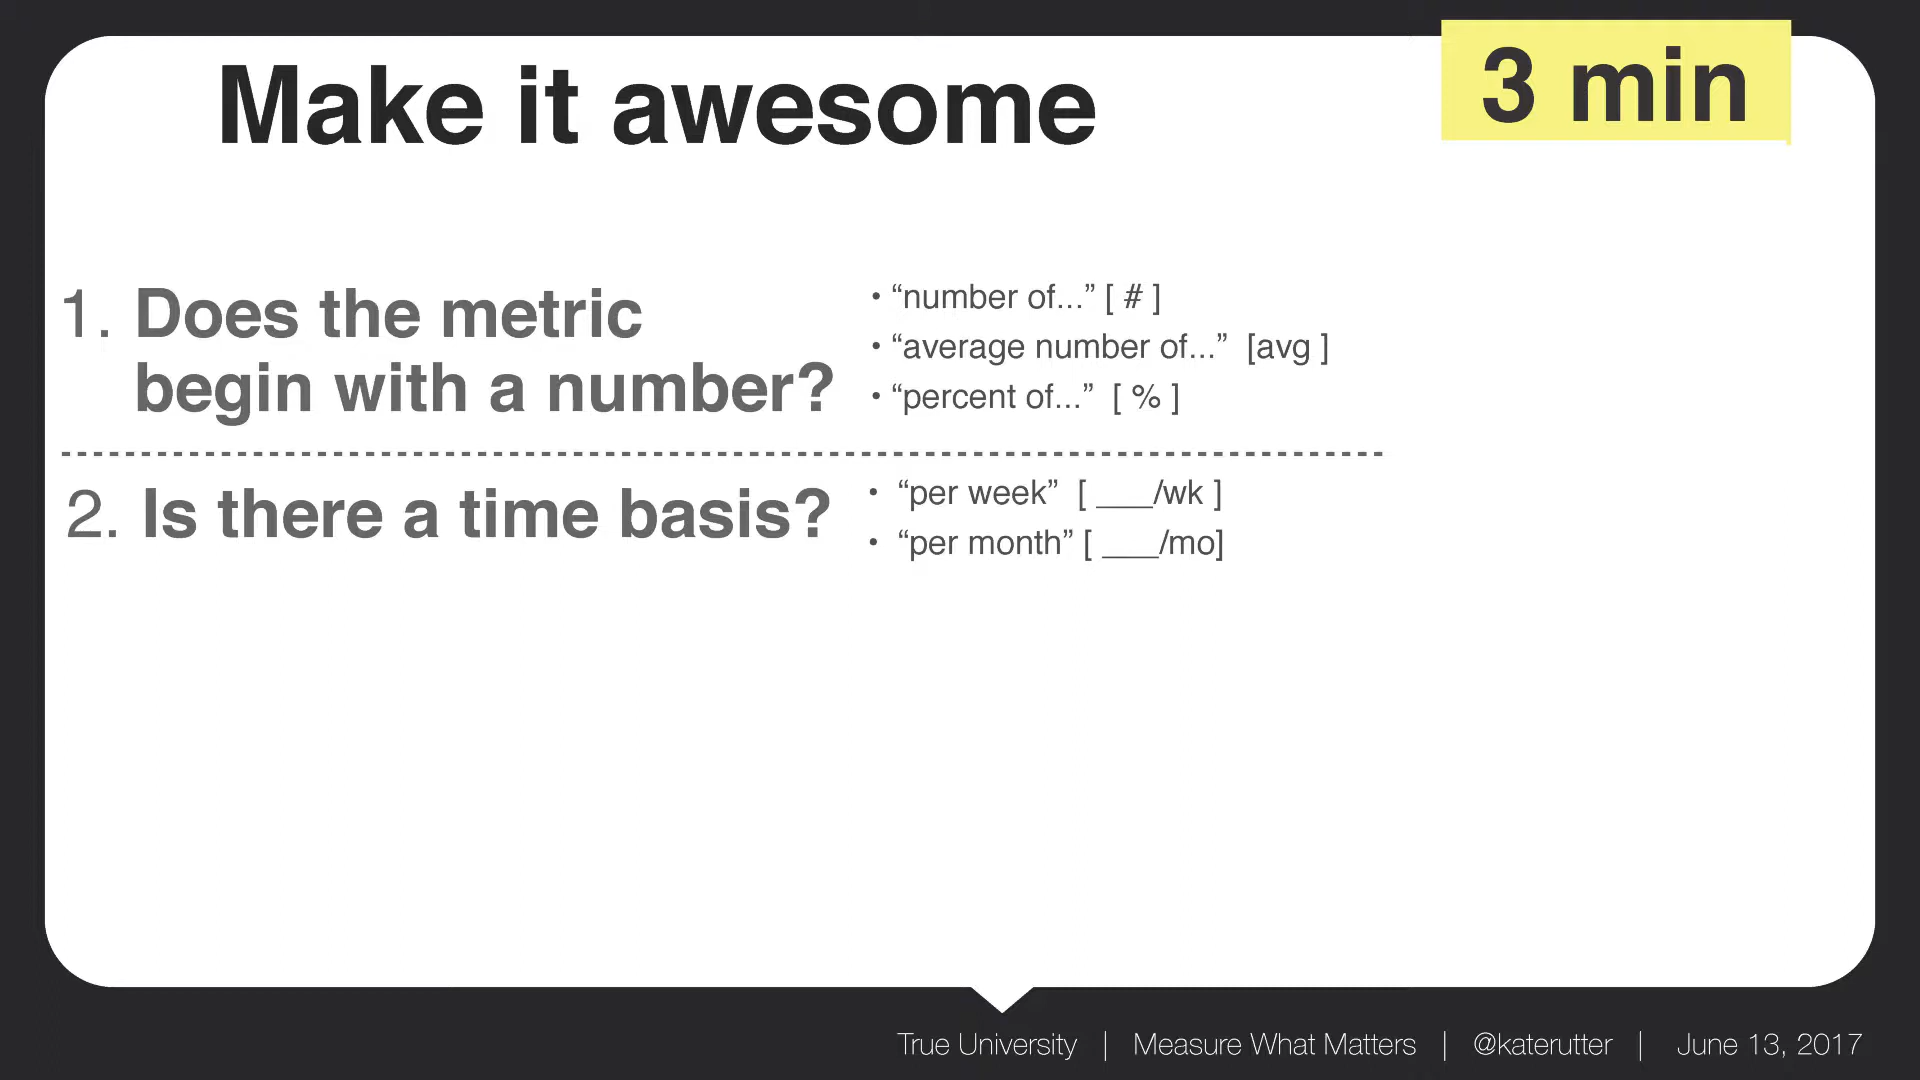 Make it awesome
3 min
1. Does the metric
begin with a number?
• “number of...” [ # ]
• “average number of...” [avg ]
• “percent of...” [ % ]
2. Is there a time basis?
• “per week” [ ___/wk ]
• “per month” [ ___/mo]
True University | Measure What Matters | @katerutter | June 13, 2017